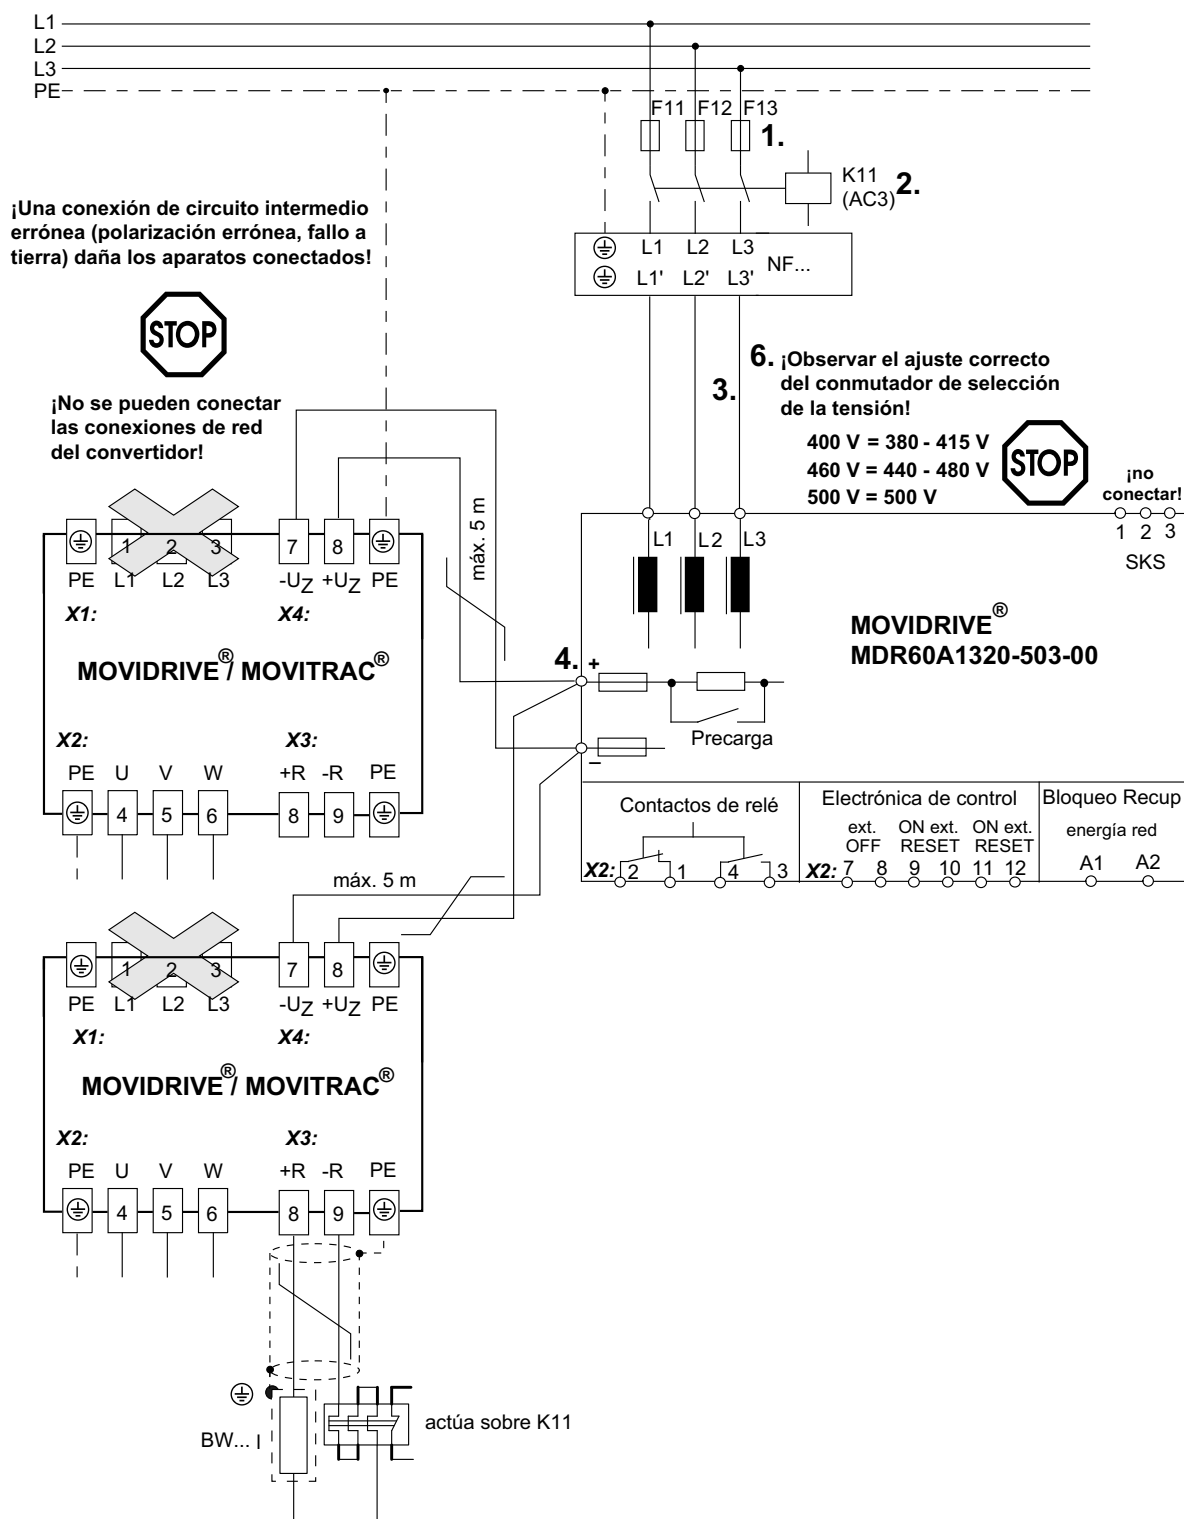 L1
L2
L3
PE
F11 F12 F13
1.
K11
(AC3)
2.
L1 L2 L3
L1' L2' L3'
NF...
¡Una conexión de circuito intermedio
errónea (polarización errónea, fallo a
tierra) daña los aparatos conectados!
STOP
¡No se pueden conectar
las conexiones de red
del convertidor!
3.
6. ¡Observar el ajuste correcto
del conmutador de selección
de la tensión!
400 V = 380 - 415 V
460 V = 440 - 480 V
500 V = 500 V
STOP
¡no
conectar!
1 2 3
SKS
máx. 5 m
1 2 3 7 8
PE L1 L2 L3 -UZ +UZ PE
X1: X4:
MOVIDRIVE® / MOVITRAC®
X2: X3:
PE U V W +R -R PE
4 5 6 8 9
L1 L2 L3
MOVIDRIVE®
MDR60A1320-503-00
4. +
Precarga
–
Contactos de relé
X2: 2 1 4 3
Electrónica de control
ext. ON ext. ON ext.
OFF RESET RESET
X2: 7 8 9 10 11 12
Bloqueo Recup
energía red
A1 A2
máx. 5 m
1 2 3 7 8
PE L1 L2 L3 -UZ +UZ PE
X1: X4:
MOVIDRIVE® / MOVITRAC®
X2: X3:
PE U V W +R -R PE
4 5 6 8 9
BW...
actúa sobre K11